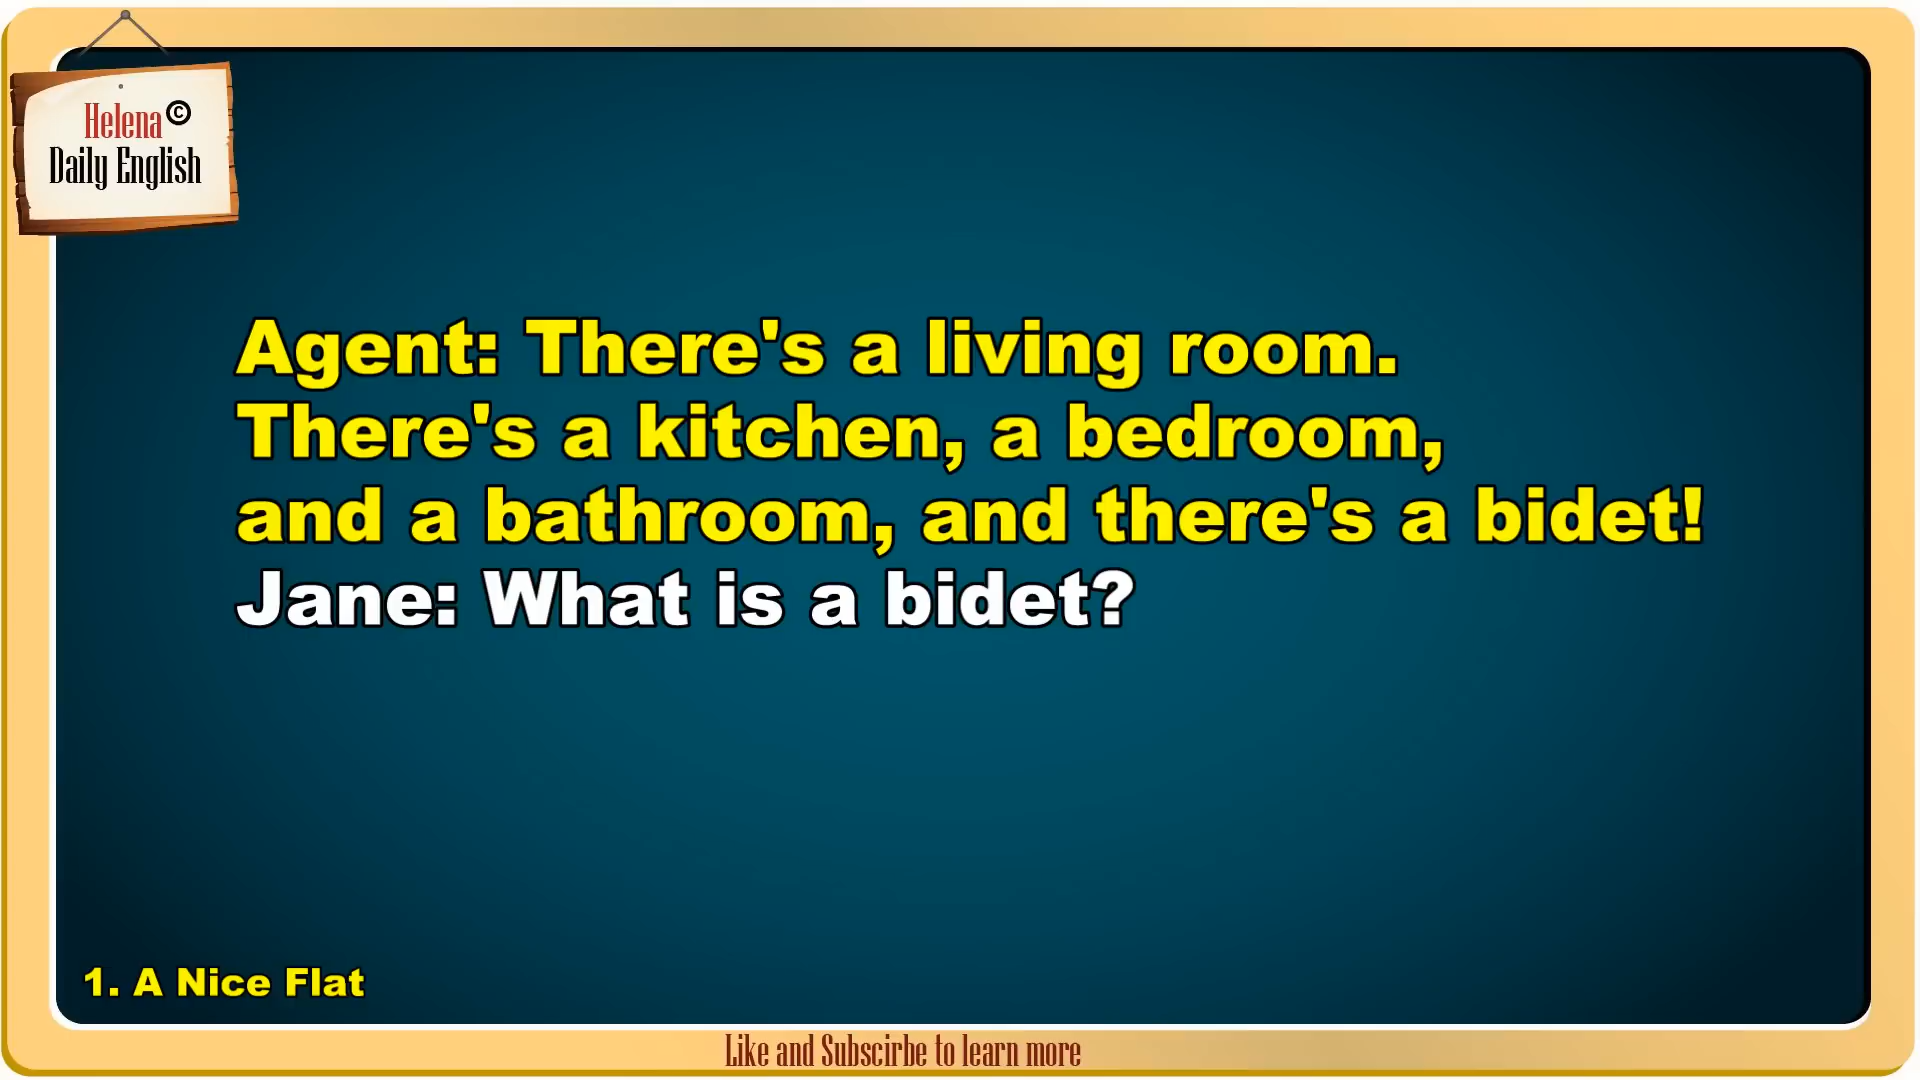 Helena©
Daily English
Agent: There's a living room.
There's a kitchen, a bedroom,
and a bathroom, and there's a bidet!
Jane: What is a bidet?
1. A Nice Flat
Like and Subscirbe to learn more